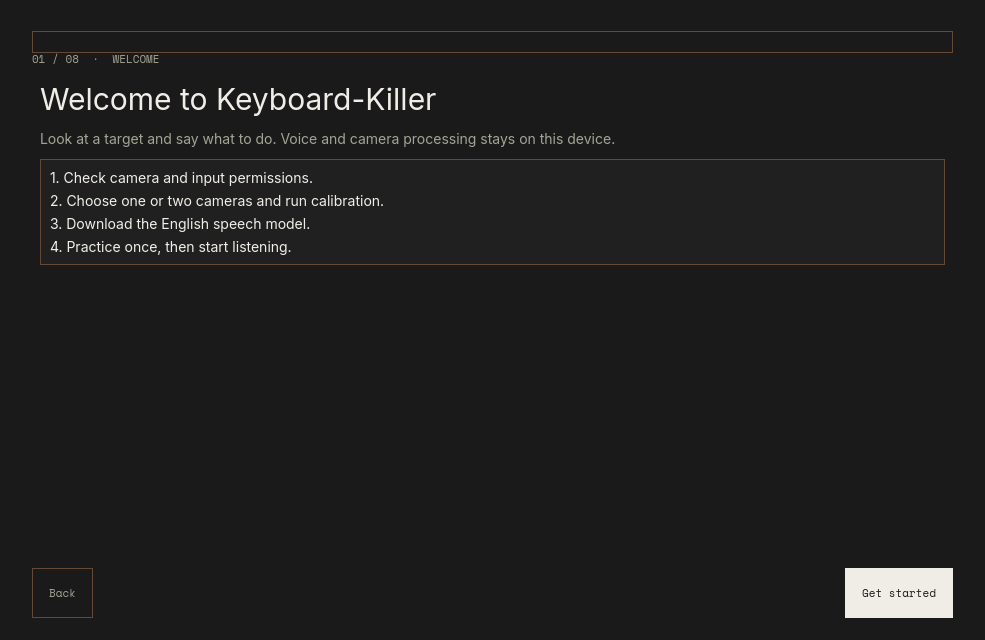 01 / 08 · WELCOME
Welcome to Keyboard-Killer
Look at a target and say what to do. Voice and camera processing stays on this device.
1. Check camera and input permissions.
2. Choose one or two cameras and run calibration.
3. Download the English speech model.
4. Practice once, then start listening.
Back
Get started